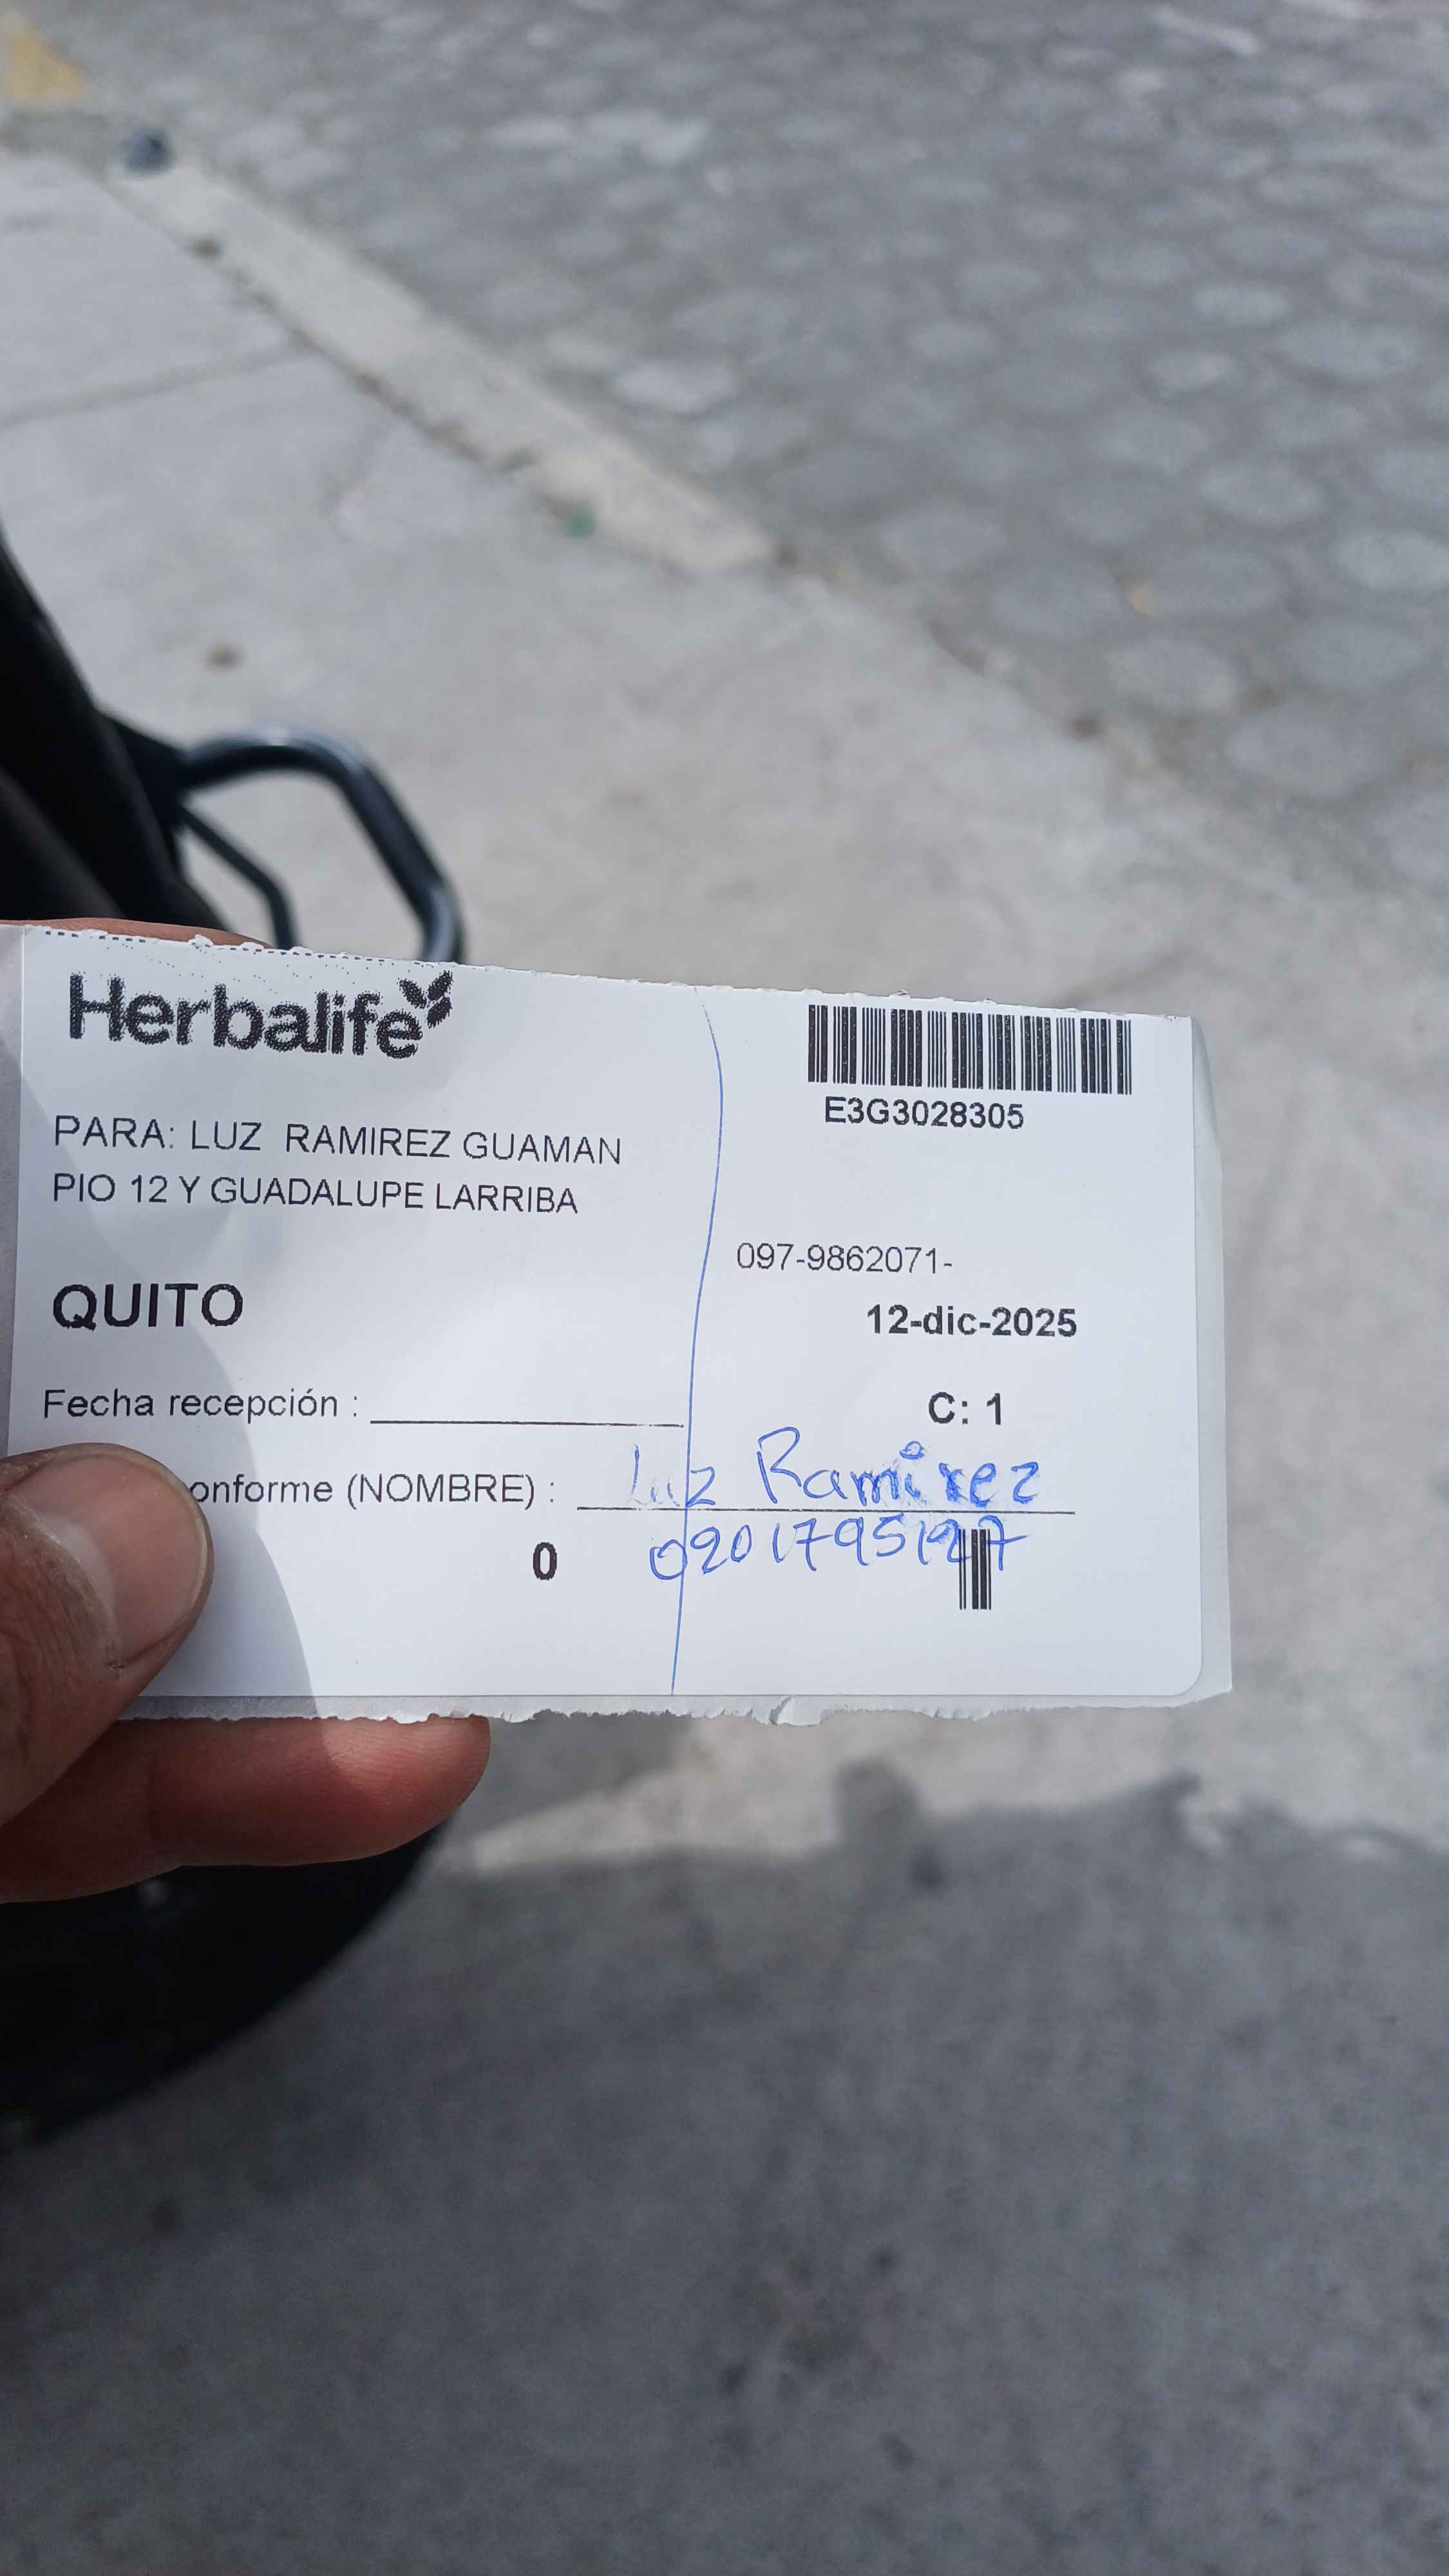 Herbalife
E3G3028305
PARA: LUZ RAMIREZ GUAMAN
PIO 12 Y GUADALUPE LARRIBA
097-9862071-
QUITO
12-dic-2025
Fecha recepción : ____________
C: 1
onforme (NOMBRE) : Luz Ramirez
0